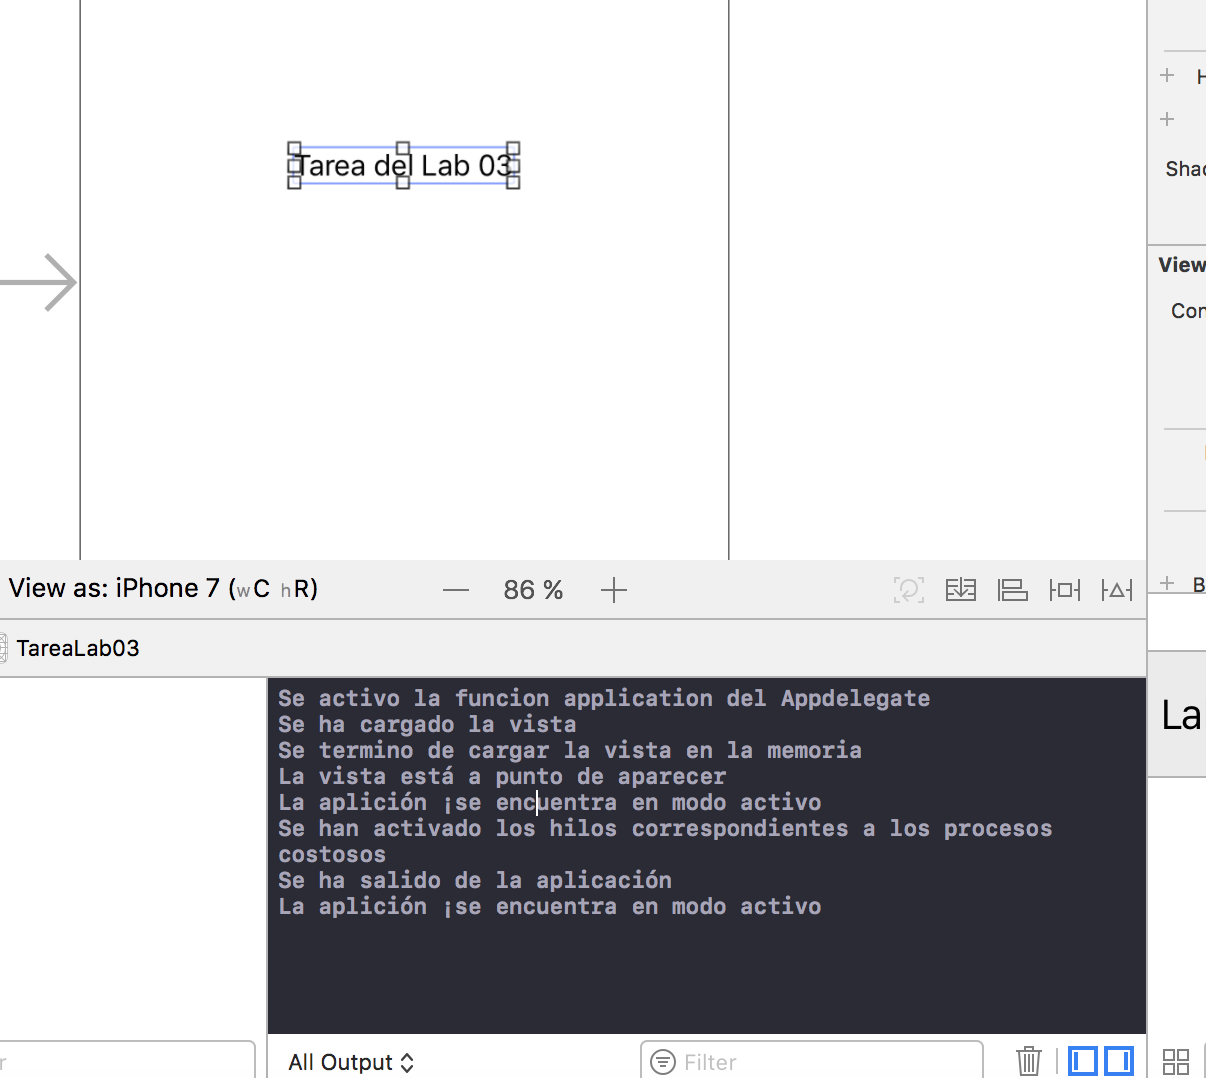 Tarea del Lab 03
Shad
View
Con
View as: iPhone 7 (wC hR)
86 %
B
TareaLab03
Se activo la funcion application del Appdelegate
Se ha cargado la vista
Se termino de cargar la vista en la memoria
La vista está a punto de aparecer
La aplición ¡se encuentra en modo activo
Se han activado los hilos correspondientes a los procesos
costosos
Se ha salido de la aplicación
La aplición ¡se encuentra en modo activo
La
All Output
Filter